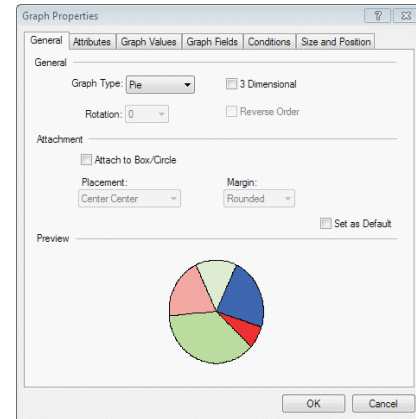 Graph Properties
General Attributes Graph Values Graph Fields Conditions Size and Position
General
Graph Type: Pie 3 Dimensional
Rotation: 0 Reverse Order
Attachment
Attach to Box/Circle
Placement: Margin:
Center Center Rounded
Set as Default
Preview
OK Cancel